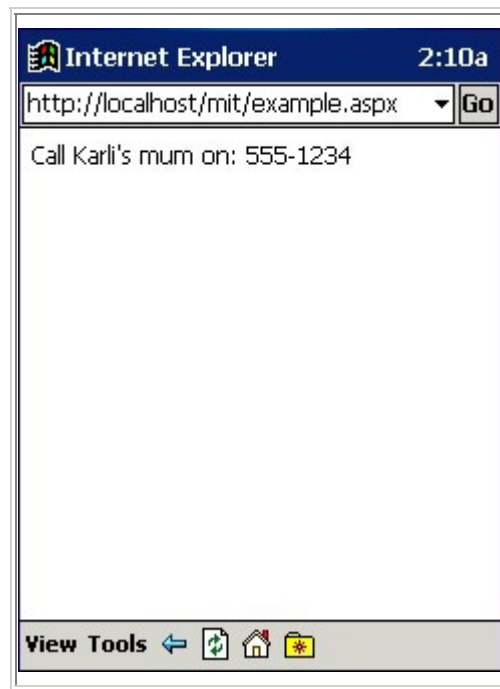 Internet Explorer 2:10a
http://localhost/mit/example.aspx Go
Call Karli's mum on: 555-1234
View Tools